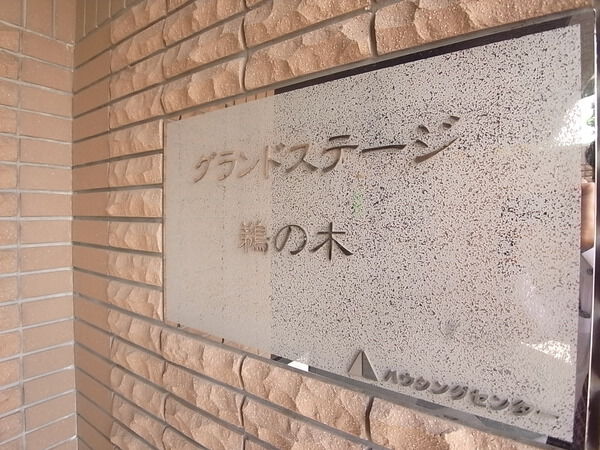 グランドステージ
鵜の木
ハウジングセンター